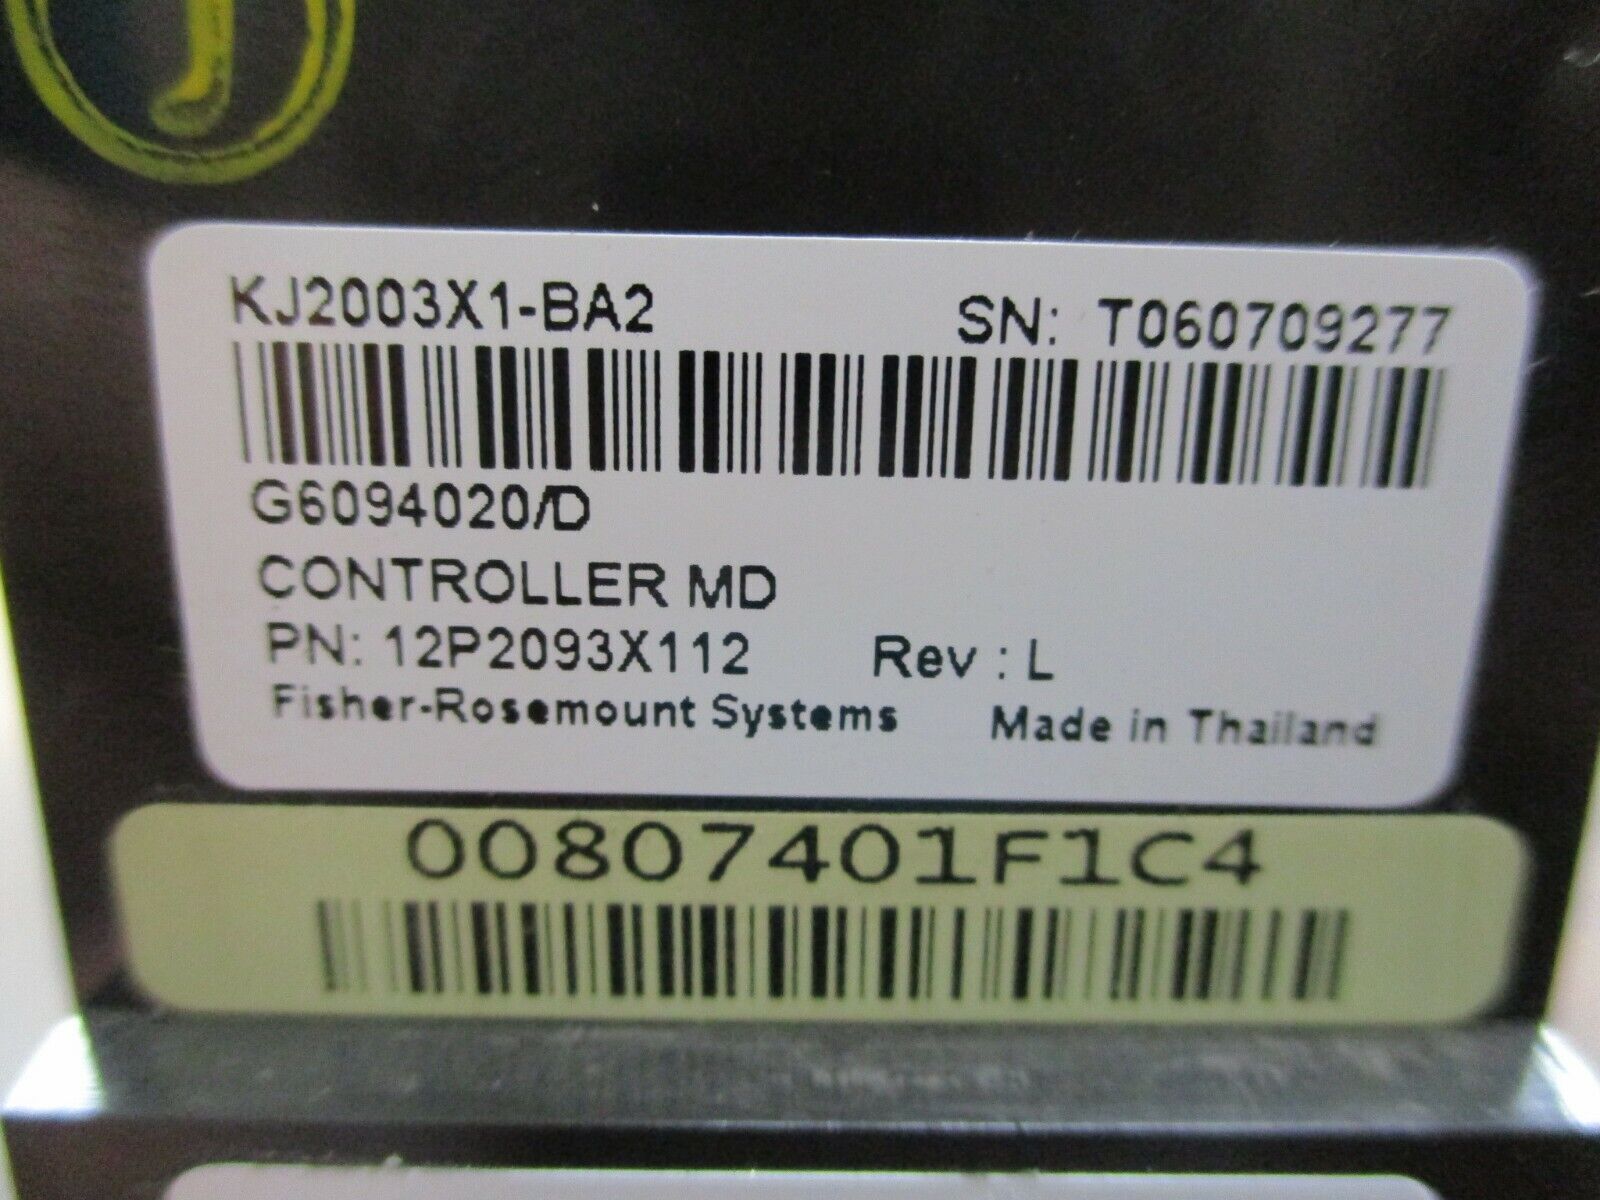 KJ2003X1-BA2 SN: T060709277
G6094020/D
CONTROLLER MD
PN: 12P2093X112 Rev : L
Fisher-Rosemount Systems Made in Thailand
00807401F1C4